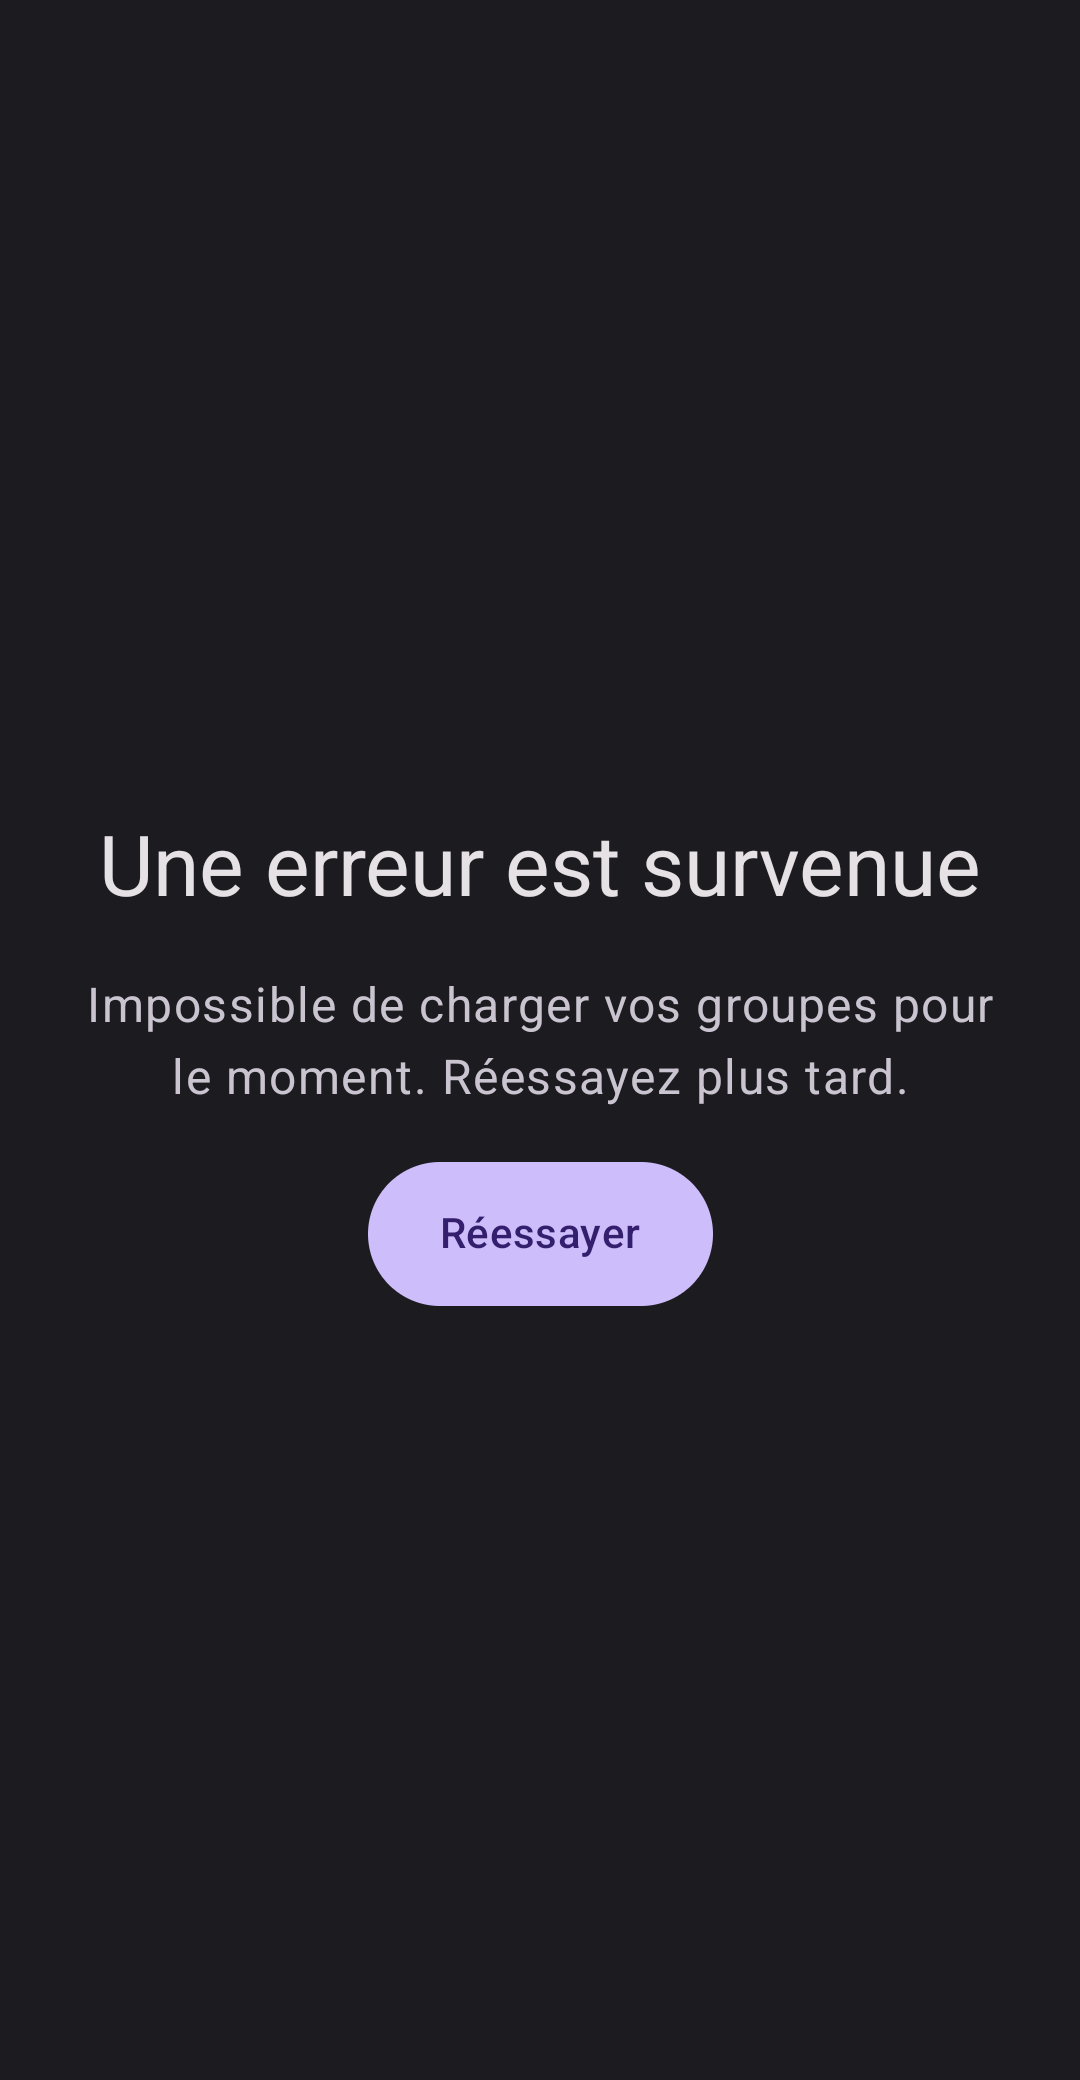 Une erreur est survenue
Impossible de charger vos groupes pour
le moment. Réessayez plus tard.
Réessayer